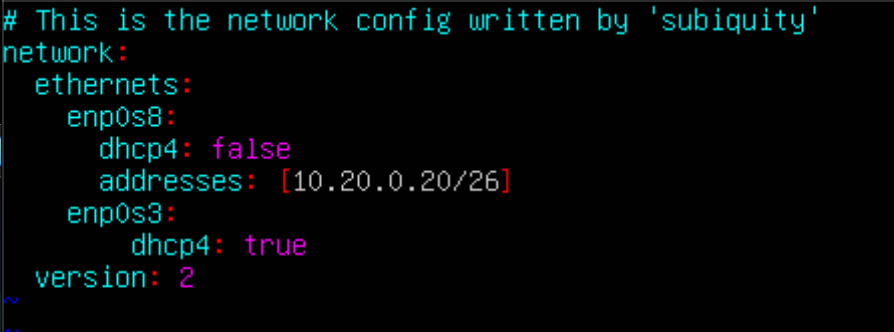 # This is the network config written by 'subiquity'
network:
  ethernets:
    enp0s8:
      dhcp4: false
      addresses: [10.20.0.20/26]
    enp0s3:
        dhcp4: true
  version: 2
~
~